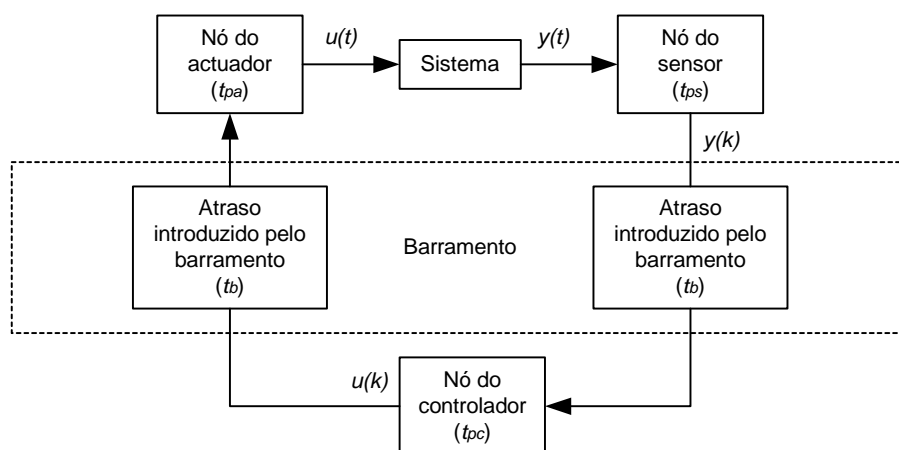 Nó do
actuador
(tpa)
u(t)
Sistema
y(t)
Nó do
sensor
(tps)
y(k)
Atraso
introduzido pelo
barramento
(tb)
Barramento
Atraso
introduzido pelo
barramento
(tb)
u(k)
Nó do
controlador
(tpc)